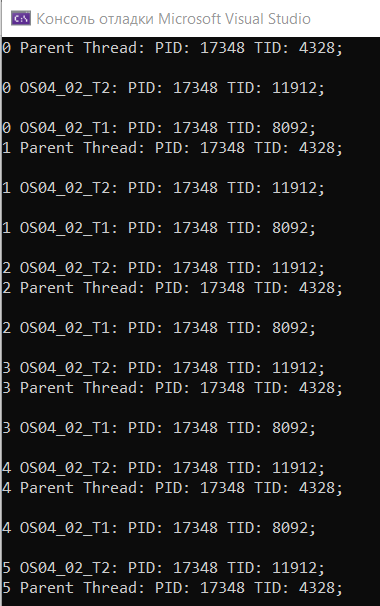 Консоль отладки Microsoft Visual Studio
0 Parent Thread: PID: 17348 TID: 4328;
0 OS04_02_T2: PID: 17348 TID: 11912;
0 OS04_02_T1: PID: 17348 TID: 8092;
1 Parent Thread: PID: 17348 TID: 4328;
1 OS04_02_T2: PID: 17348 TID: 11912;
1 OS04_02_T1: PID: 17348 TID: 8092;
2 OS04_02_T2: PID: 17348 TID: 11912;
2 Parent Thread: PID: 17348 TID: 4328;
2 OS04_02_T1: PID: 17348 TID: 8092;
3 OS04_02_T2: PID: 17348 TID: 11912;
3 Parent Thread: PID: 17348 TID: 4328;
3 OS04_02_T1: PID: 17348 TID: 8092;
4 OS04_02_T2: PID: 17348 TID: 11912;
4 Parent Thread: PID: 17348 TID: 4328;
4 OS04_02_T1: PID: 17348 TID: 8092;
5 OS04_02_T2: PID: 17348 TID: 11912;
5 Parent Thread: PID: 17348 TID: 4328;